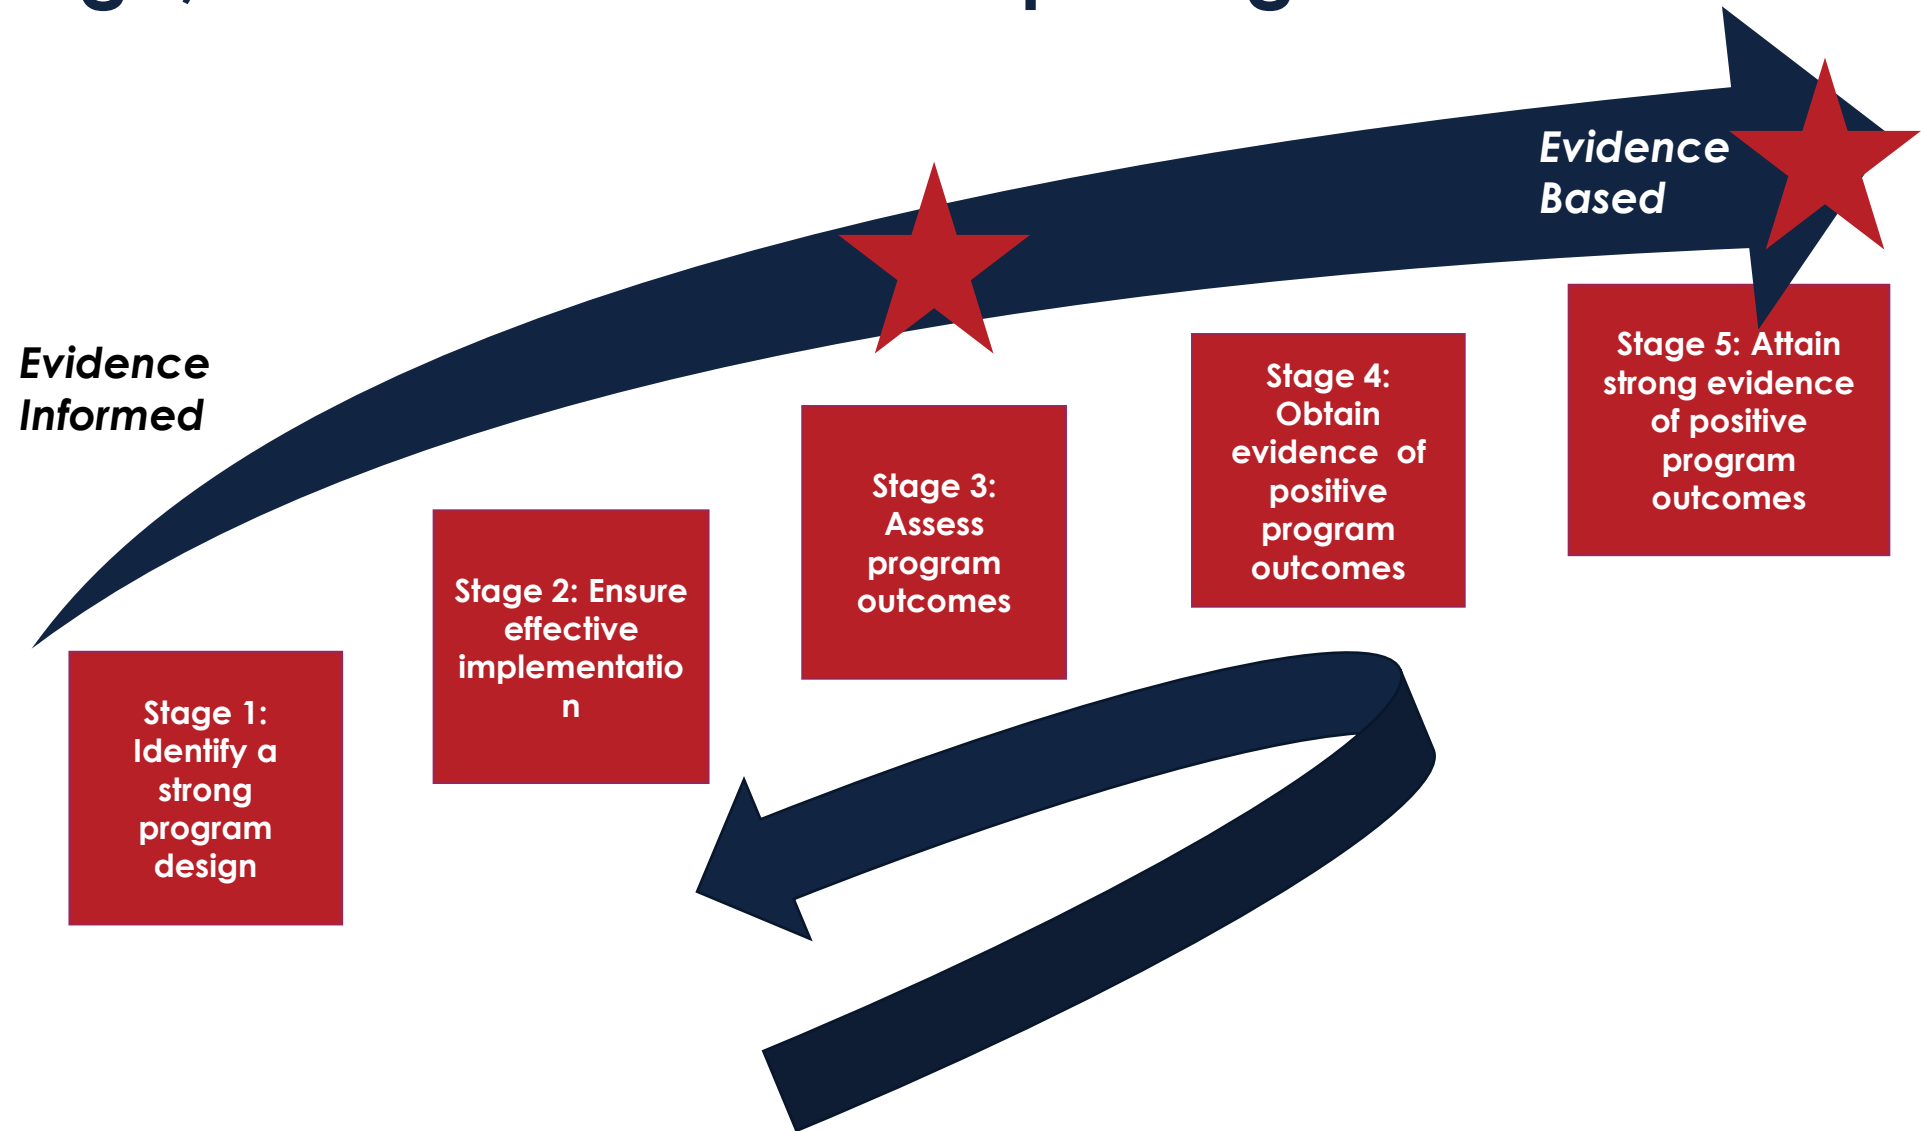 Evidence
Based
Evidence
Informed
Stage 1:
Identify a
strong
program
design
Stage 2: Ensure
effective
implementatio
n
Stage 3:
Assess
program
outcomes
Stage 4:
Obtain
evidence of
positive
program
outcomes
Stage 5: Attain
strong evidence
of positive
program
outcomes